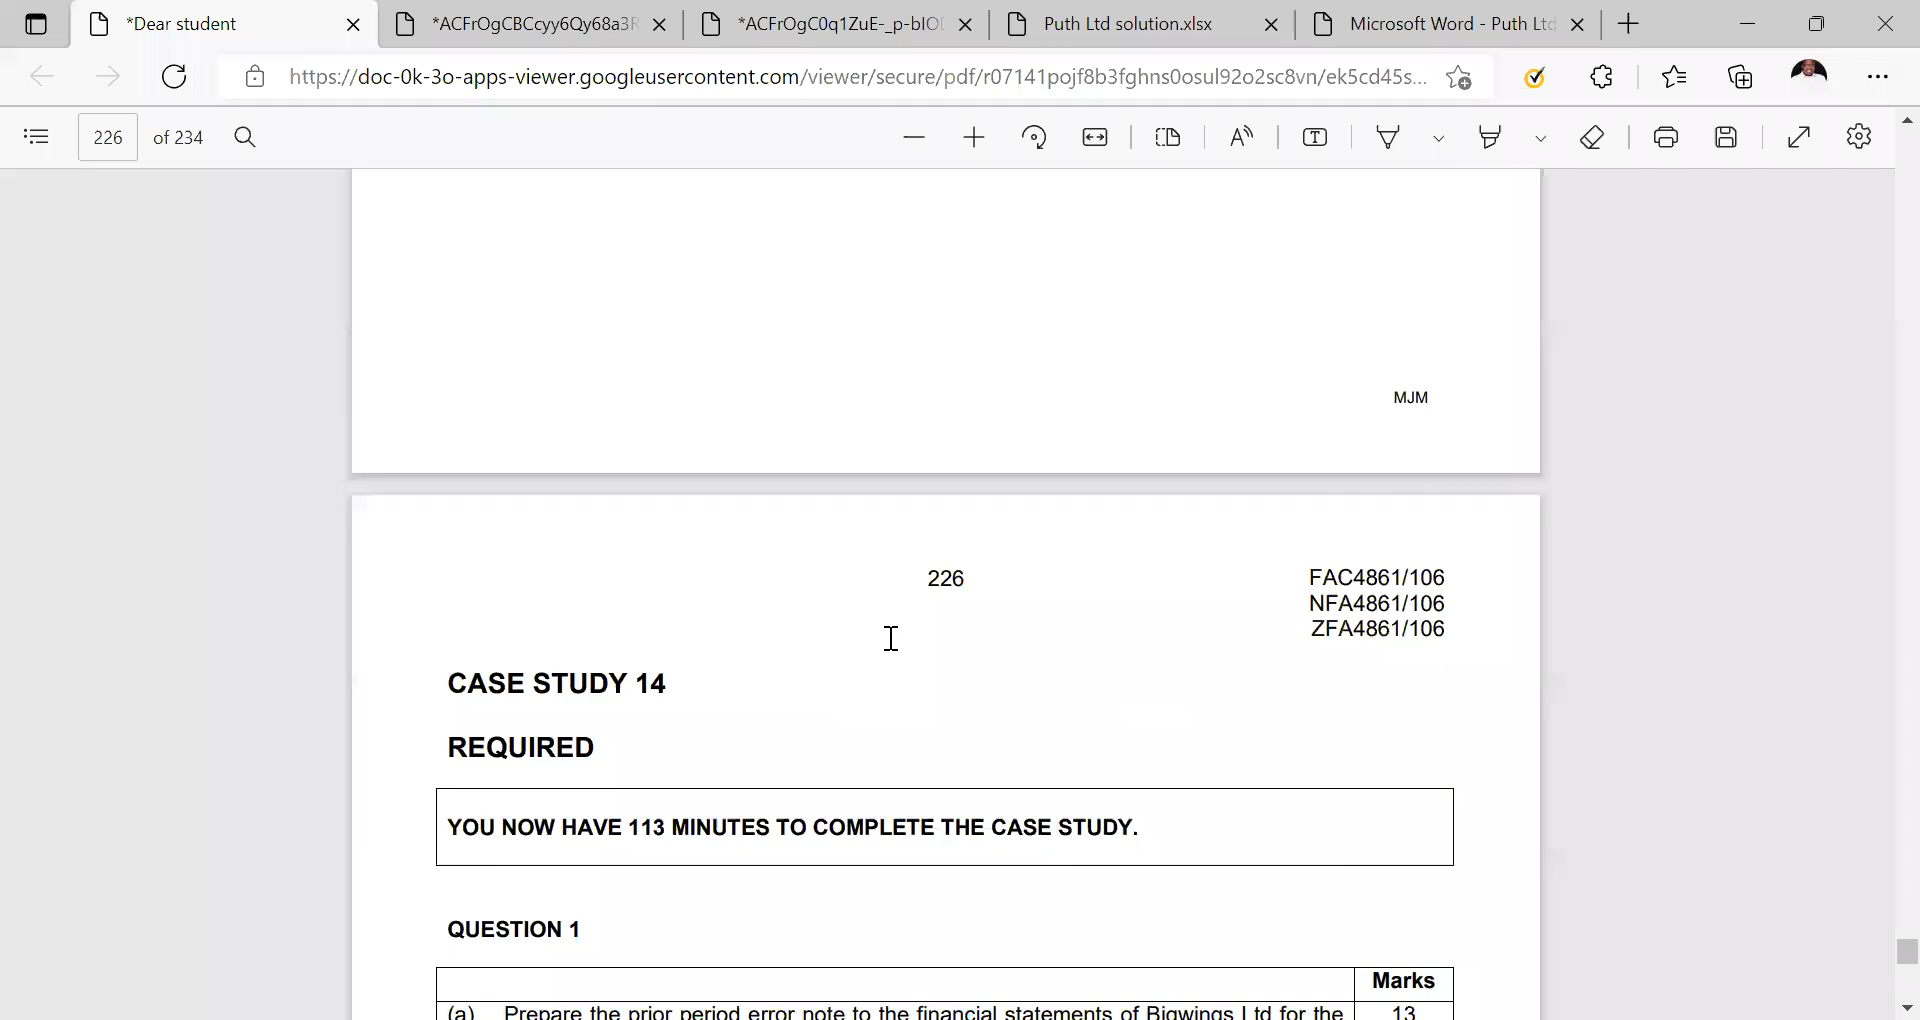 *Dear student
*ACFrOgCBCcyy6Qy68a3R
*ACFrOgC0q1ZuE-_p-bIO
Puth Ltd solution.xlsx
Microsoft Word - Puth Ltd
https://doc-0k-3o-apps-viewer.googleusercontent.com/viewer/secure/pdf/r07141pojf8b3fghns0osul92o2sc8vn/ek5cd45s...
226 of 234
MJM
226
FAC4861/106
NFA4861/106
ZFA4861/106
CASE STUDY 14
REQUIRED
YOU NOW HAVE 113 MINUTES TO COMPLETE THE CASE STUDY.
QUESTION 1
Marks
(a) Prepare the prior period error note to the financial statements of Bigwings Ltd for the 13